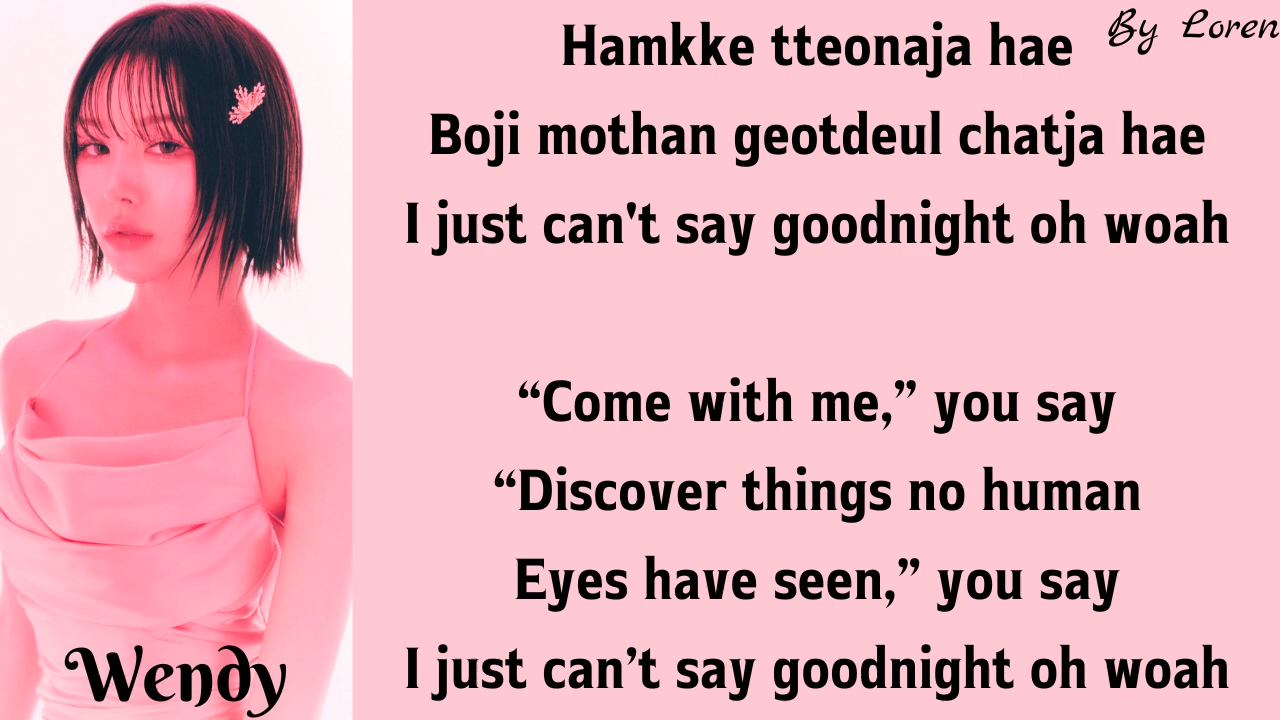 By Loren
Hamkke tteonaja hae
Boji mothan geotdeul chatja hae
I just can't say goodnight oh woah
“Come with me,” you say
“Discover things no human
Eyes have seen,” you say
I just can’t say goodnight oh woah
Wendy